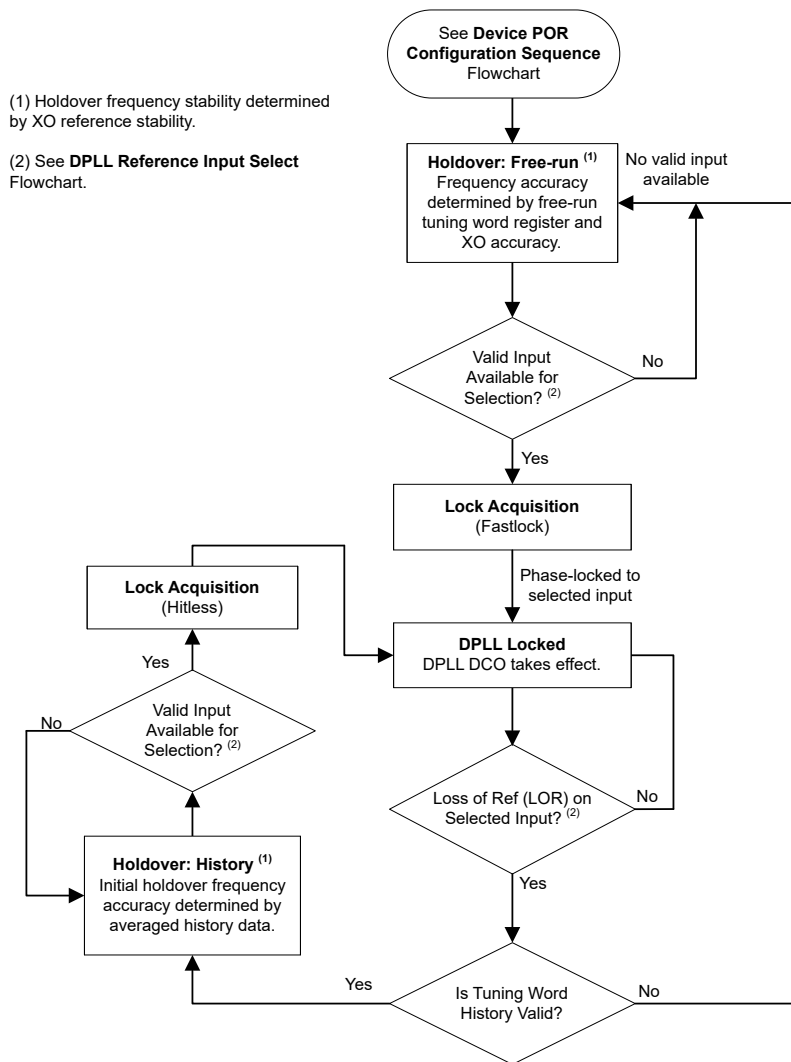 See Device POR
Configuration Sequence
Flowchart
(1) Holdover frequency stability determined
by XO reference stability.
(2) See DPLL Reference Input Select
Flowchart.
Holdover: Free-run (1)
Frequency accuracy
determined by free-run
tuning word register and
XO accuracy.
No valid input
available
Valid Input
Available for
Selection? (2)
No
Yes
Lock Acquisition
(Fastlock)
Phase-locked to
selected input
Lock Acquisition
(Hitless)
DPLL Locked
DPLL DCO takes effect.
Yes
No
Valid Input
Available for
Selection? (2)
Loss of Ref (LOR) on
Selected Input? (2)
No
Holdover: History (1)
Initial holdover frequency
accuracy determined by
averaged history data.
Yes
Yes
Is Tuning Word
History Valid?
No